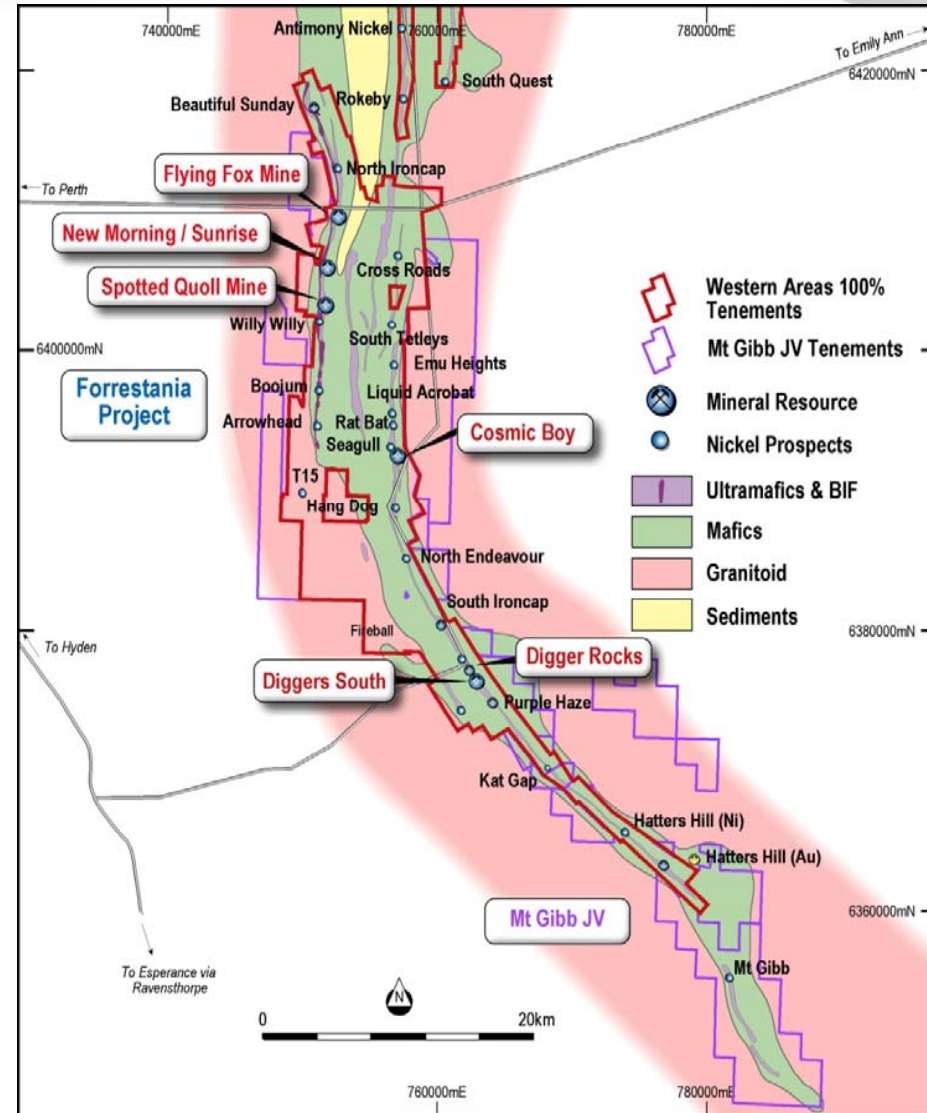 740000mE
760000mE
780000mE
Antimony Nickel
To Emily Ann
6420000mN
South Quest
Beautiful Sunday
Rokeby
Flying Fox Mine
North Ironcap
To Perth
New Morning / Sunrise
Cross Roads
Spotted Quoll Mine
Willy Willy
South Tetleys
6400000mN
Emu Heights
Forrestania
Project
Boojum
Liquid Acrobat
Arrowhead
Rat Bat
Seagull
Cosmic Boy
T15
Hang Dog
North Endeavour
South Ironcap
Fireball
6380000mN
To Hyden
Digger Rocks
Diggers South
Purple Haze
Kat Gap
Hatters Hill (Ni)
Hatters Hill (Au)
6360000mN
Mt Gibb JV
Mt Gibb
To Esperance via
Ravensthorpe
N
0
20km
760000mE
780000mE
Western Areas 100%
Tenements
Mt Gibb JV Tenements
Mineral Resource
Nickel Prospects
Ultramafics & BIF
Mafics
Granitoid
Sediments